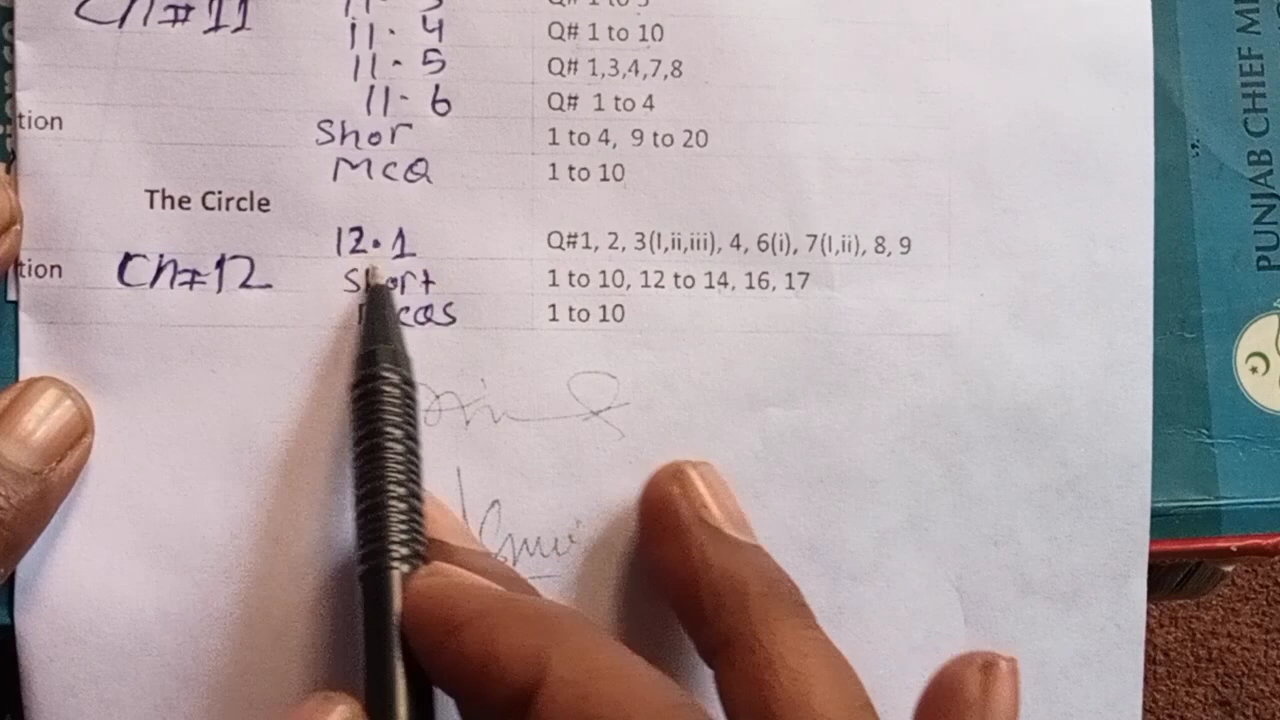 Ch#11
11.4 Q# 1 to 10
11.5 Q# 1,3,4,7,8
11.6 Q# 1 to 4
tion
Shor 1 to 4, 9 to 20
MCQ 1 to 10
The Circle
12.1 Q#1, 2, 3(I,ii,iii), 4, 6(i), 7(I,ii), 8, 9
tion Ch#12 Short 1 to 10, 12 to 14, 16, 17
1 to 10
PUNJAB CHIEF